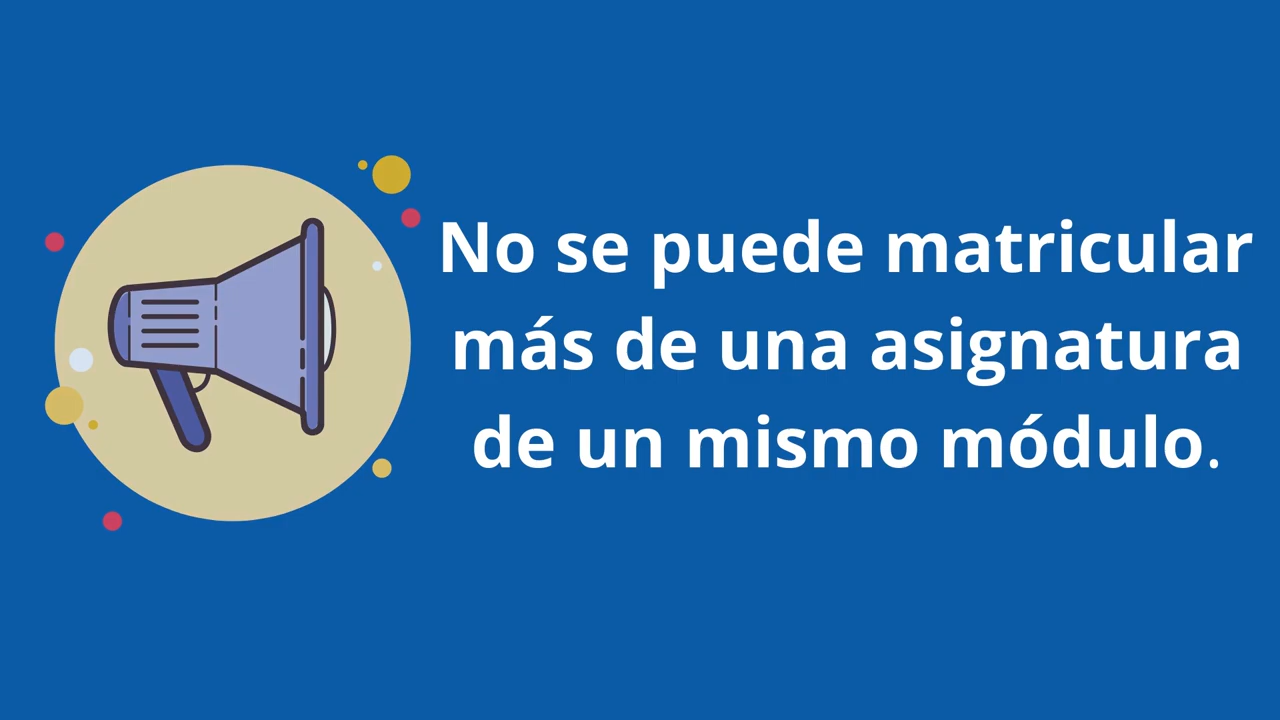 No se puede matricular
más de una asignatura
de un mismo módulo.